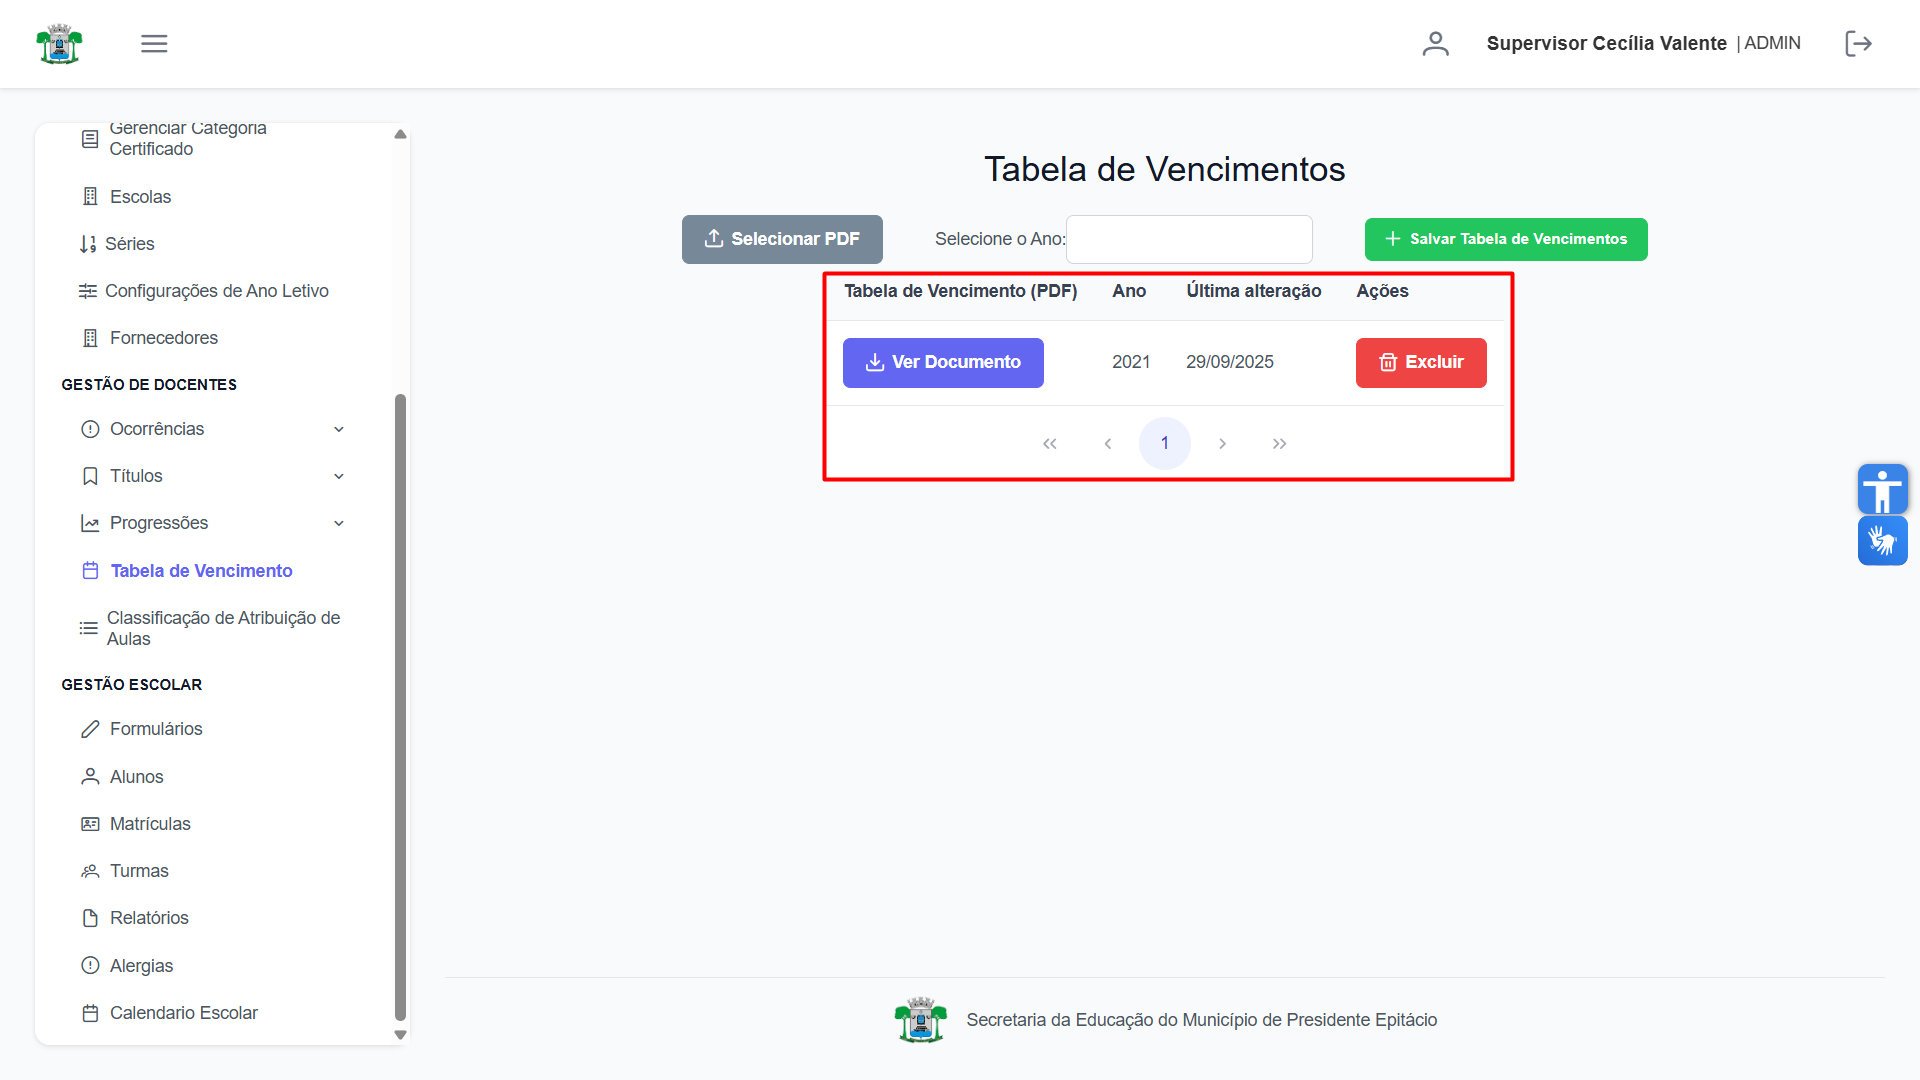 Supervisor Cecília Valente | ADMIN
Gerenciar Categoria
Certificado
Escolas
Séries
Configurações de Ano Letivo
Fornecedores
GESTÃO DE DOCENTES
Ocorrências
Títulos
Progressões
Tabela de Vencimento
Classificação de Atribuição de
Aulas
GESTÃO ESCOLAR
Formulários
Alunos
Matrículas
Turmas
Relatórios
Alergias
Calendario Escolar
Tabela de Vencimentos
Selecionar PDF
Selecione o Ano:
Salvar Tabela de Vencimentos
Tabela de Vencimento (PDF) Ano Última alteração Ações
Ver Documento 2021 29/09/2025 Excluir
1
Secretaria da Educação do Município de Presidente Epitácio